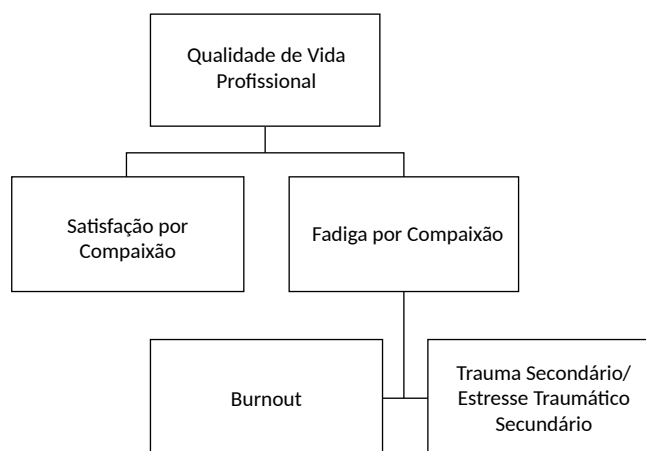 Qualidade de Vida
Profissional
Satisfação por
Compaixão
Fadiga por Compaixão
Burnout
Trauma Secondário/
Estresse Traumático
Secundário